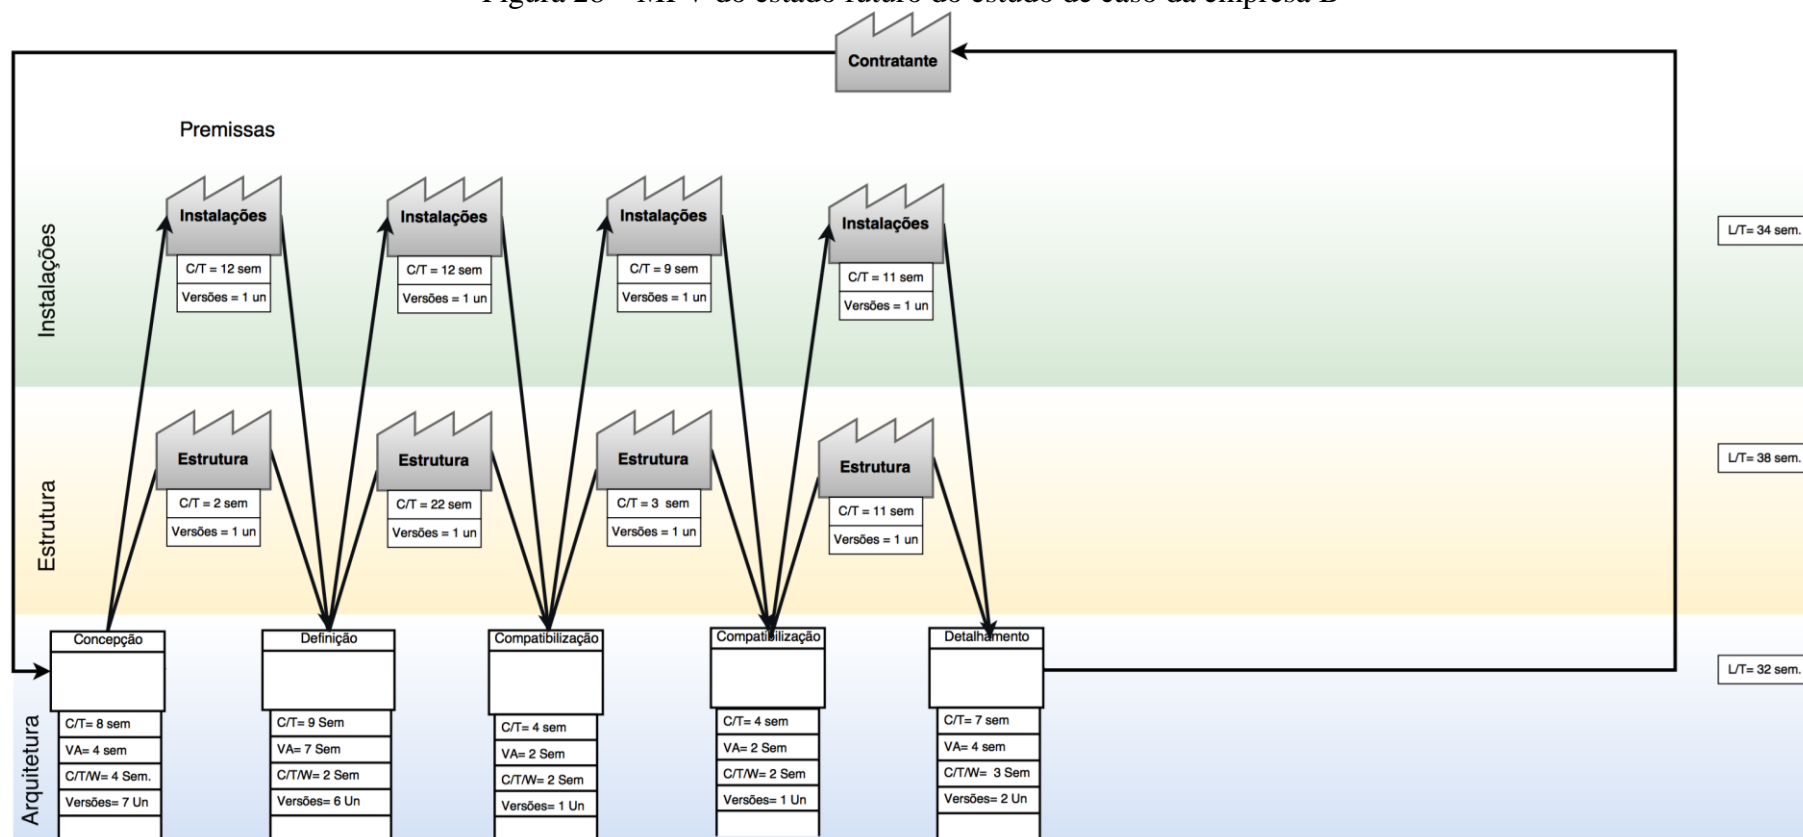 Figura 28 – MFV do estado futuro do estudo de caso da empresa B
Contratante
Premissas
Instalações
Instalações
C/T = 12 sem
Versões = 1 un
Instalações
C/T = 12 sem
Versões = 1 un
Instalações
C/T = 9 sem
Versões = 1 un
Instalações
C/T = 11 sem
Versões = 1 un
L/T= 34 sem.
Estrutura
Estrutura
C/T = 2 sem
Versões = 1 un
Estrutura
C/T = 22 sem
Versões = 1 un
Estrutura
C/T = 3 sem
Versões = 1 un
Estrutura
C/T = 11 sem
Versões = 1 un
L/T= 38 sem.
Arquitetura
Concepção
C/T= 8 sem
VA= 4 sem
C/T/W= 4 Sem.
Versões= 7 Un
Definição
C/T= 9 Sem
VA= 7 Sem
C/T/W= 2 Sem
Versões= 6 Un
Compatibilização
C/T= 4 sem
VA= 2 Sem
C/T/W= 2 Sem
Versões= 1 Un
Compatibilização
C/T= 4 sem
VA= 2 Sem
C/T/W= 2 Sem
Versões= 1 Un
Detalhamento
C/T= 7 sem
VA= 4 sem
C/T/W= 3 Sem
Versões= 2 Un
L/T= 32 sem.